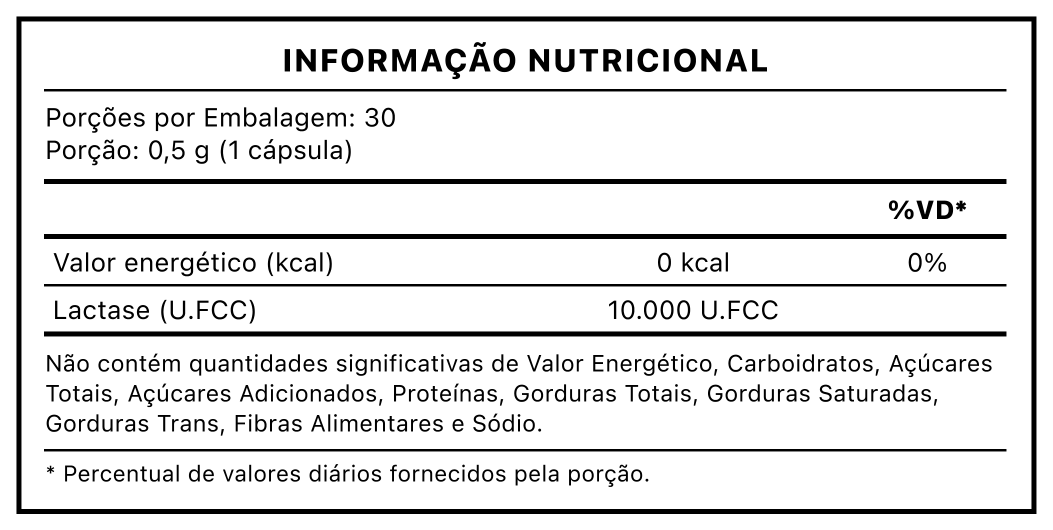 INFORMAÇÃO NUTRICIONAL
Porções por Embalagem: 30
Porção: 0,5 g (1 cápsula)
%VD*
Valor energético (kcal) 0 kcal 0%
Lactase (U.FCC) 10.000 U.FCC
Não contém quantidades significativas de Valor Energético, Carboidratos, Açúcares
Totais, Açúcares Adicionados, Proteínas, Gorduras Totais, Gorduras Saturadas,
Gorduras Trans, Fibras Alimentares e Sódio.
* Percentual de valores diários fornecidos pela porção.